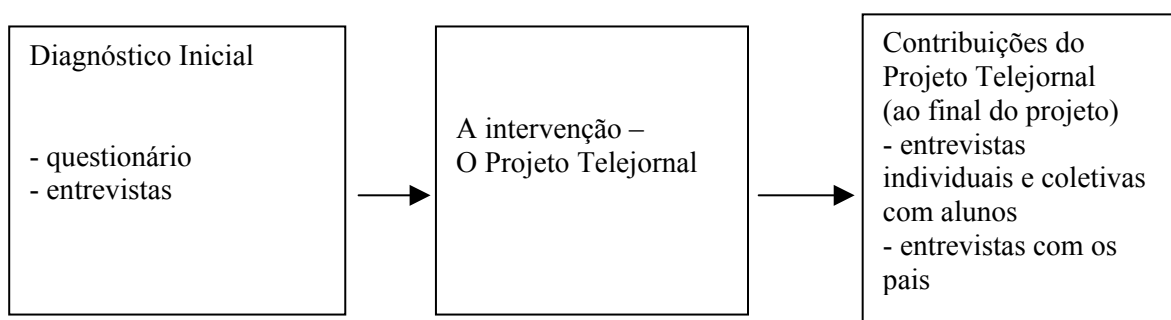 Diagnóstico Inicial
- questionário
- entrevistas
A intervenção –
O Projeto Telejornal
Contribuições do
Projeto Telejornal
(ao final do projeto)
- entrevistas
individuais e coletivas
com alunos
- entrevistas com os
pais